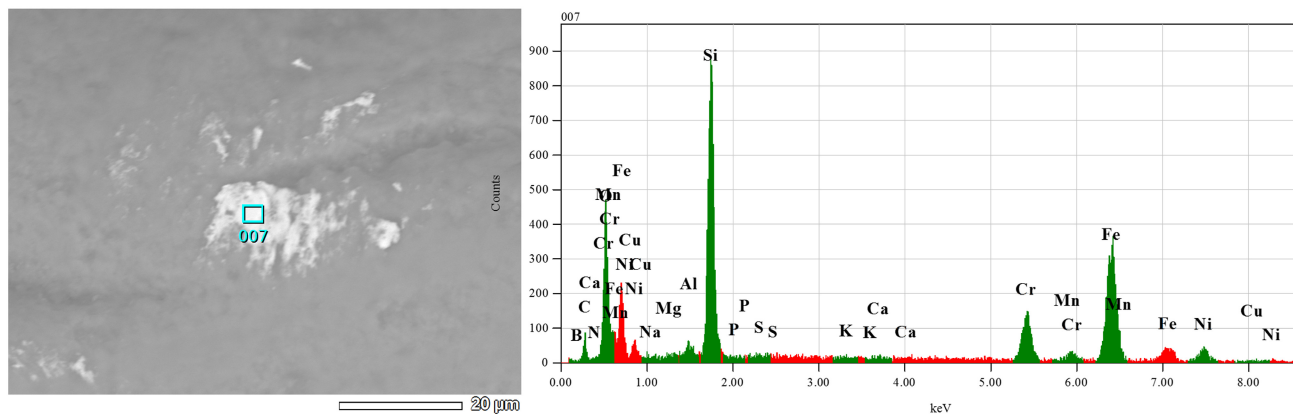 007
20 μm
007
Counts
900
800
700
600
500
400
300
200
100
0
Si
Fe
Mn
O
Cr
Cr
Cu
Ni
Cu
Ca
Fe
Ni
C
Mn
B
N
Na
Mg
Al
P
P
S
S
K
K
Ca
Ca
Cr
Mn
Cr
Fe
Mn
Fe
Ni
Cu
Ni
0.00 1.00 2.00 3.00 4.00 5.00 6.00 7.00 8.00
keV